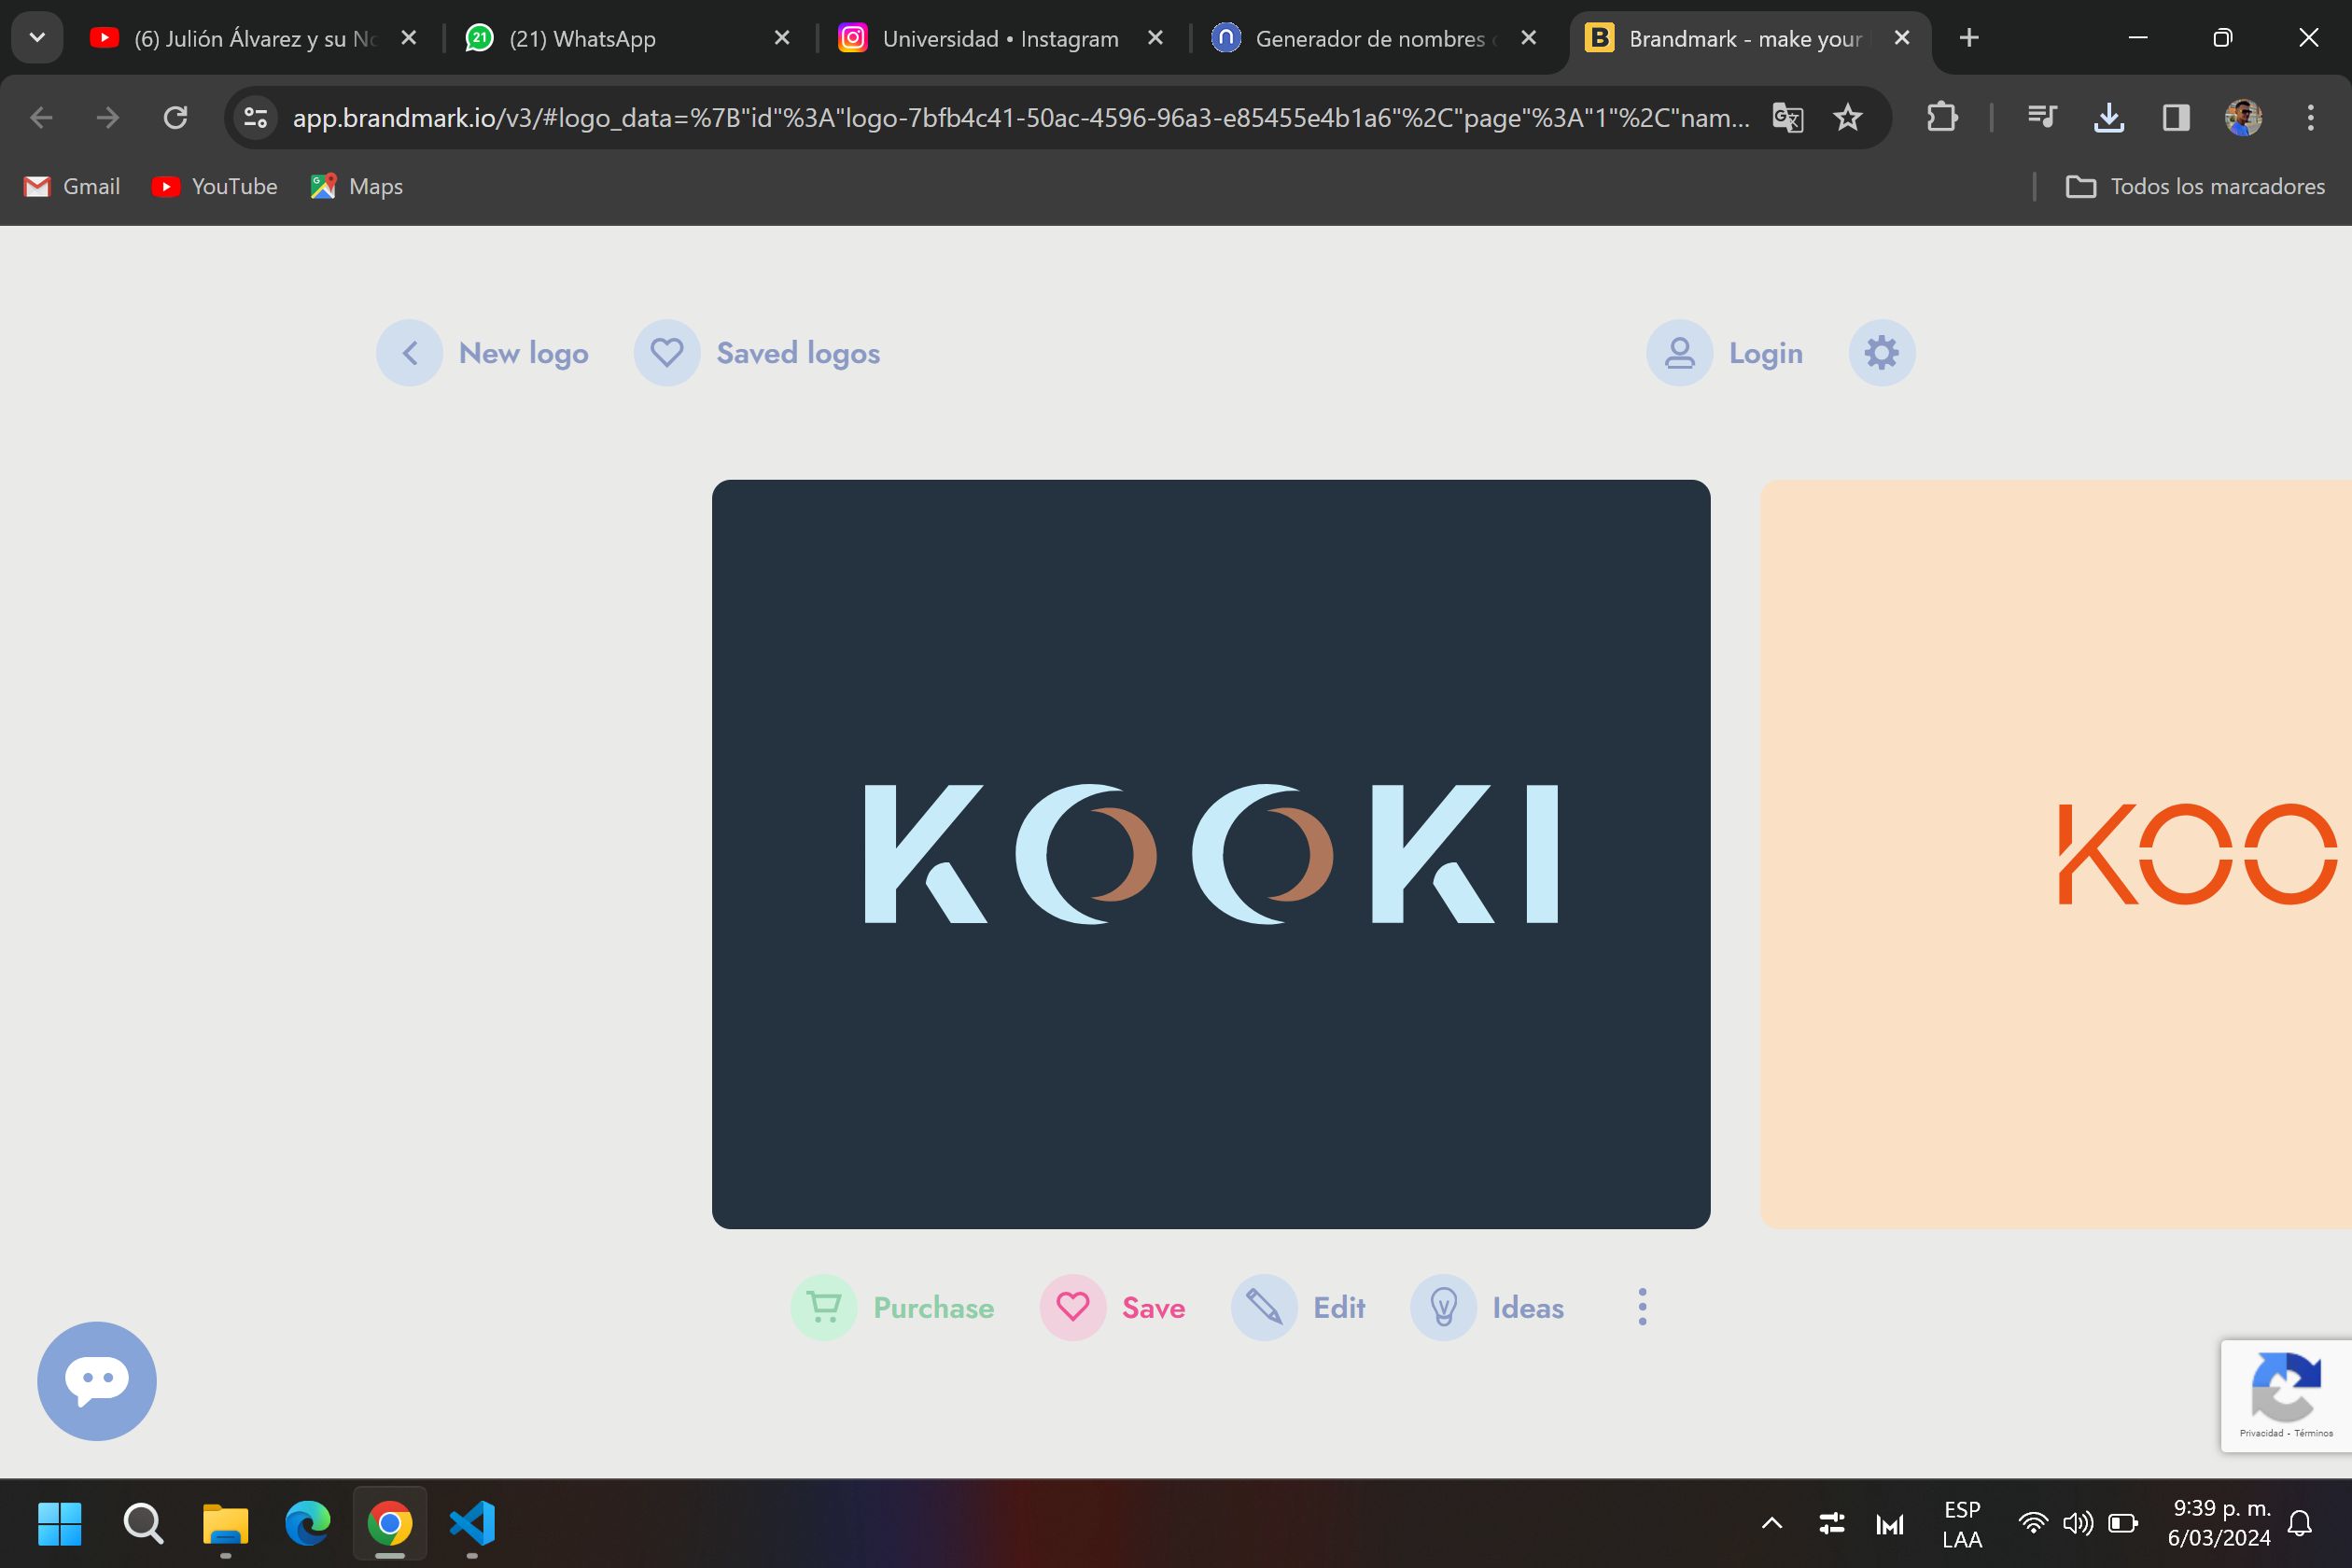 (6) Julión Álvarez y su No
(21) WhatsApp
Universidad • Instagram
Generador de nombres
Brandmark - make your
app.brandmark.io/v3/#logo_data=%7B"id"%3A"logo-7bfb4c41-50ac-4596-96a3-e85455e4b1a6"%2C"page"%3A"1"%2C"nam...
Gmail
YouTube
Maps
Todos los marcadores
New logo
Saved logos
Login
KOOKI
KOO
Purchase
Save
Edit
Ideas
Privacidad - Términos
ESP
LAA
9:39 p. m.
6/03/2024